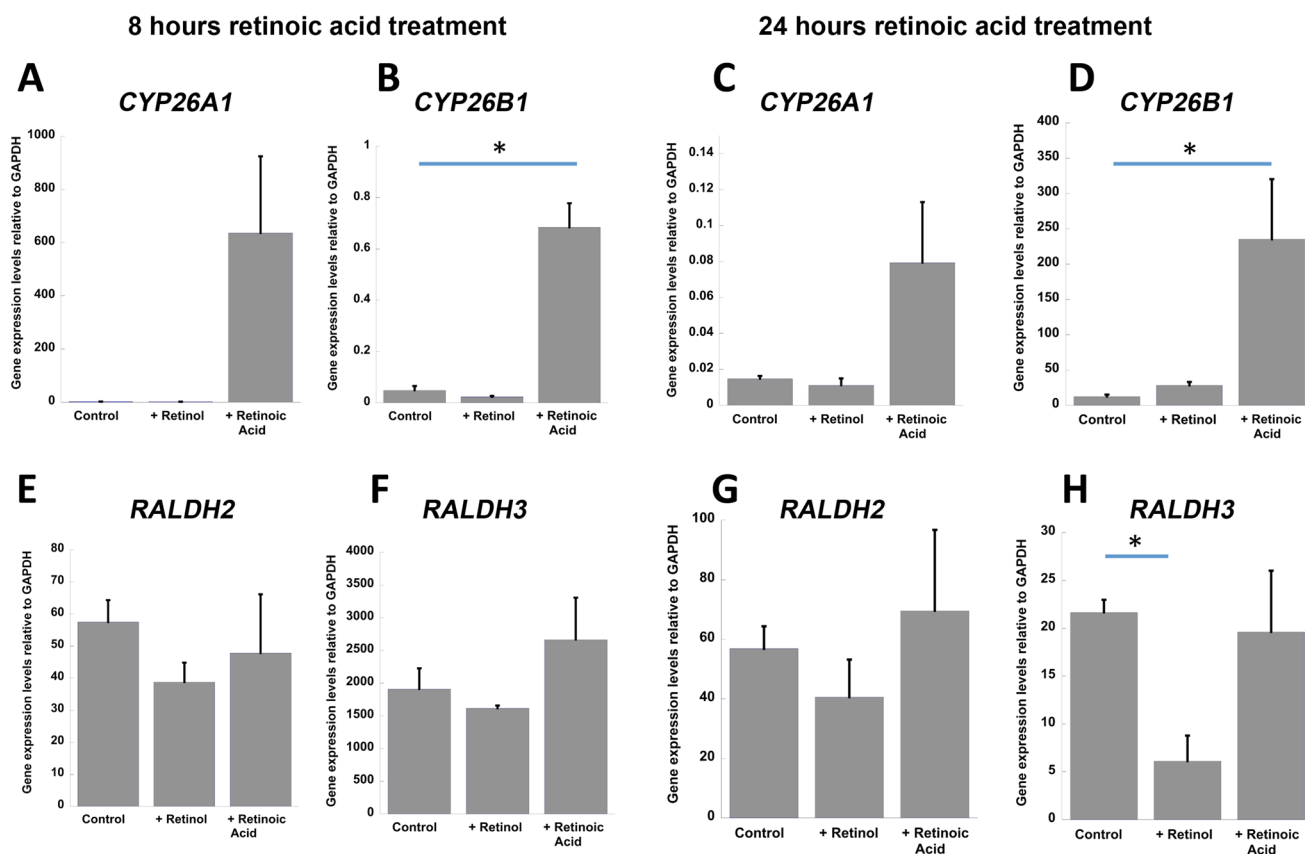 8 hours retinoic acid treatment
24 hours retinoic acid treatment
A
CYP26A1
Gene expression levels relative to GAPDH
1000
800
600
400
200
0
Control
+ Retinol
+ Retinoic
Acid
B
CYP26B1
Gene expression levels relative to GAPDH
1
0.8
0.6
0.4
0.2
0
*
Control
+ Retinol
+ Retinoic
Acid
C
CYP26A1
Gene expression levels relative to GAPDH
0.14
0.12
0.1
0.08
0.06
0.04
0.02
0
Control
+ Retinol
+ Retinoic
Acid
D
CYP26B1
Gene expression levels relative to GAPDH
400
350
300
250
200
150
100
50
0
*
Control
+ Retinol
+ Retinoic
Acid
E
RALDH2
Gene expression levels relative to GAPDH
80
70
60
50
40
30
20
10
0
Control
+ Retinol
+ Retinoic
Acid
F
RALDH3
Gene expression levels relative to GAPDH
4000
3500
3000
2500
2000
1500
1000
500
0
Control
+ Retinol
+ Retinoic
Acid
G
RALDH2
Gene expression levels relative to GAPDH
100
80
60
40
20
0
Control
+ Retinol
+ Retinoic
Acid
H
RALDH3
Gene expression levels relative to GAPDH
30
25
20
15
10
5
0
*
Control
+ Retinol
+ Retinoic
Acid